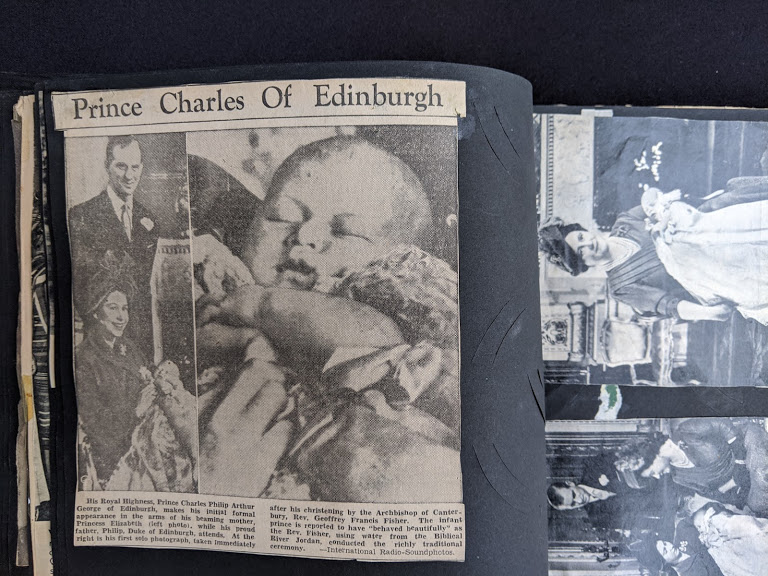 Prince Charles Of Edinburgh
His Royal Highness, Prince Charles Philip Arthur
George of Edinburgh, makes his initial formal
appearance in the arms of his beaming mother,
Princess Elizabeth (left photo), while his proud
father, Philip, Duke of Edinburgh, attends. At the
right is his first solo photograph, taken immediately
after his christening by the Archbishop of Canter-
bury, Rev. Geoffrey Francis Fisher. The infant
prince is reported to have "behaved beautifully" as
the Rev. Fisher, using water from the Biblical
River Jordan, conducted the richly traditional
ceremony. —International Radio-Soundphotos.